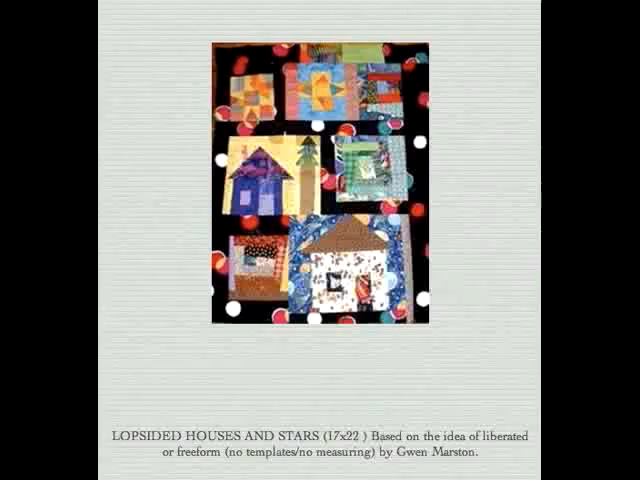 LOPSIDED HOUSES AND STARS (17x22 ) Based on the idea of liberated
or freeform (no templates/no measuring) by Gwen Marston.